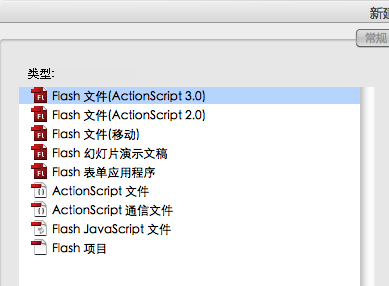 新建
常规
类型:
Flash 文件(ActionScript 3.0)
Flash 文件(ActionScript 2.0)
Flash 文件(移动)
Flash 幻灯片演示文稿
Flash 表单应用程序
ActionScript 文件
ActionScript 通信文件
Flash JavaScript 文件
Flash 项目